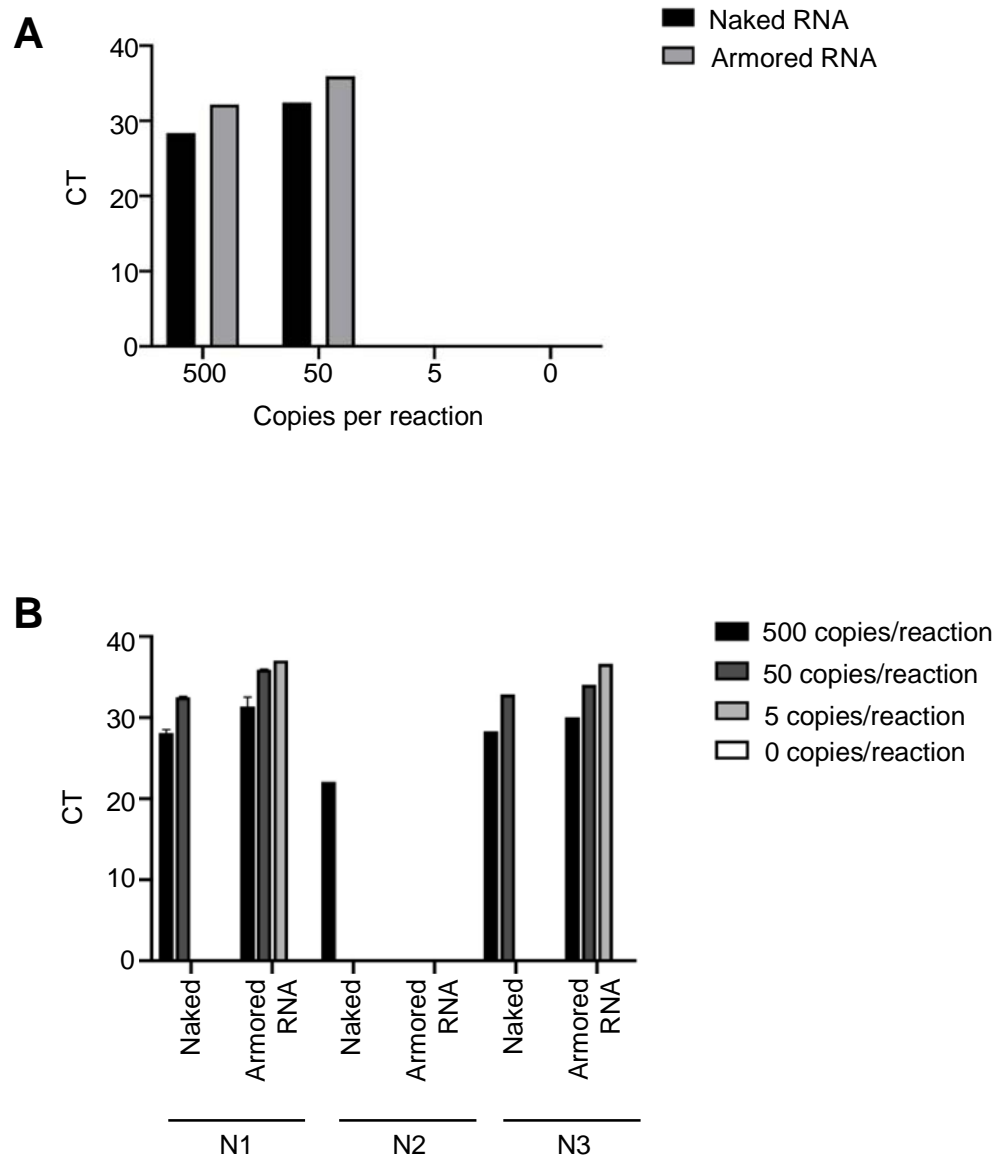 A
Naked RNA
Armored RNA
40
30
20
10
0
CT
500 50 5 0
Copies per reaction
B
500 copies/reaction
50 copies/reaction
5 copies/reaction
0 copies/reaction
40
30
20
10
0
CT
Naked
Armored
RNA
Naked
Armored
RNA
Naked
Armored
RNA
N1 N2 N3